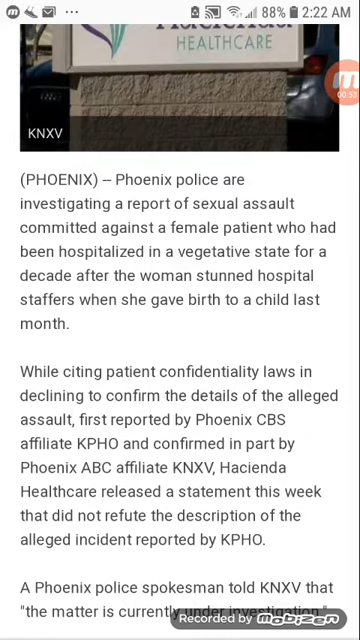 88% 2:22 AM
HEALTHCARE
00:53
KNXV
(PHOENIX) -- Phoenix police are
investigating a report of sexual assault
committed against a female patient who had
been hospitalized in a vegetative state for a
decade after the woman stunned hospital
staffers when she gave birth to a child last
month.
While citing patient confidentiality laws in
declining to confirm the details of the alleged
assault, first reported by Phoenix CBS
affiliate KPHO and confirmed in part by
Phoenix ABC affiliate KNXV, Hacienda
Healthcare released a statement this week
that did not refute the description of the
alleged incident reported by KPHO.
A Phoenix police spokesman told KNXV that
"the matter is currently under investigation."
Recorded by mobizen